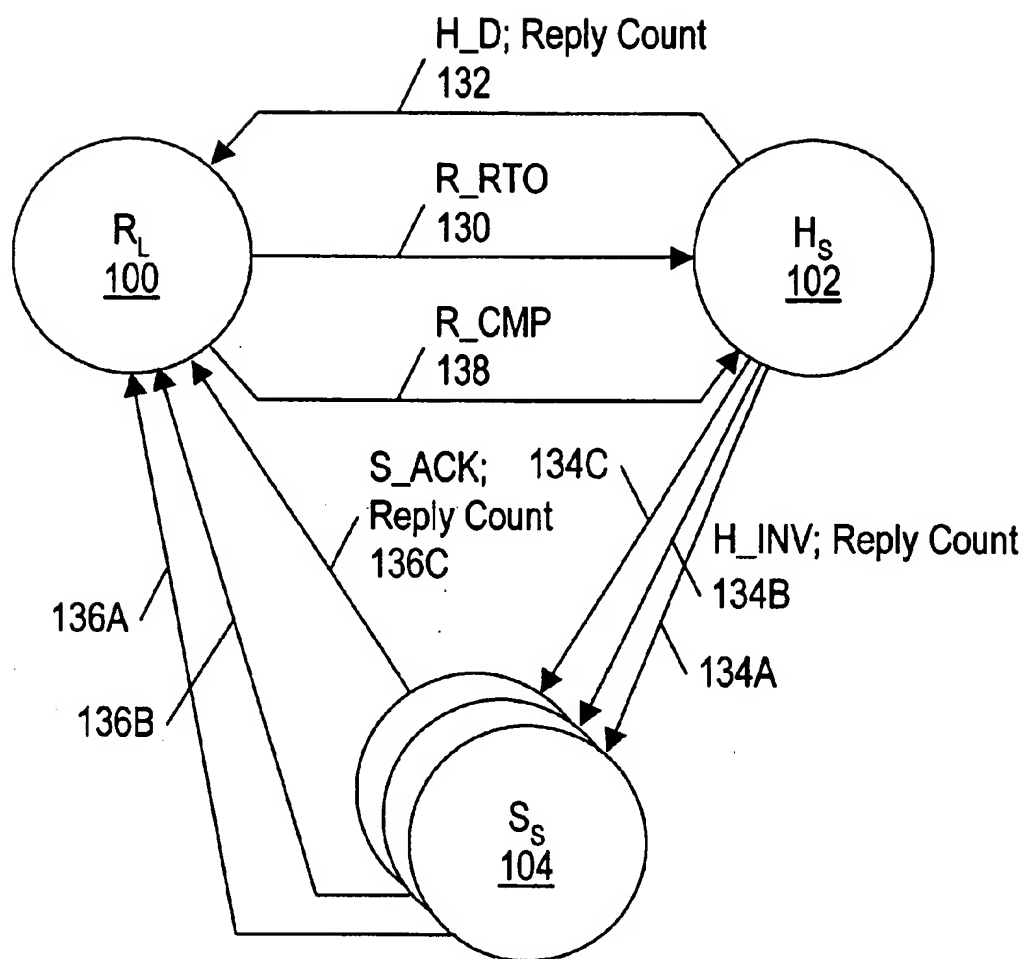 H_D; Reply Count
132
R_RTO
130
R_L
100
H_S
102
R_CMP
138
S_ACK;
Reply Count
136C
134C
H_INV; Reply Count
134B
134A
136A
136B
S_S
104